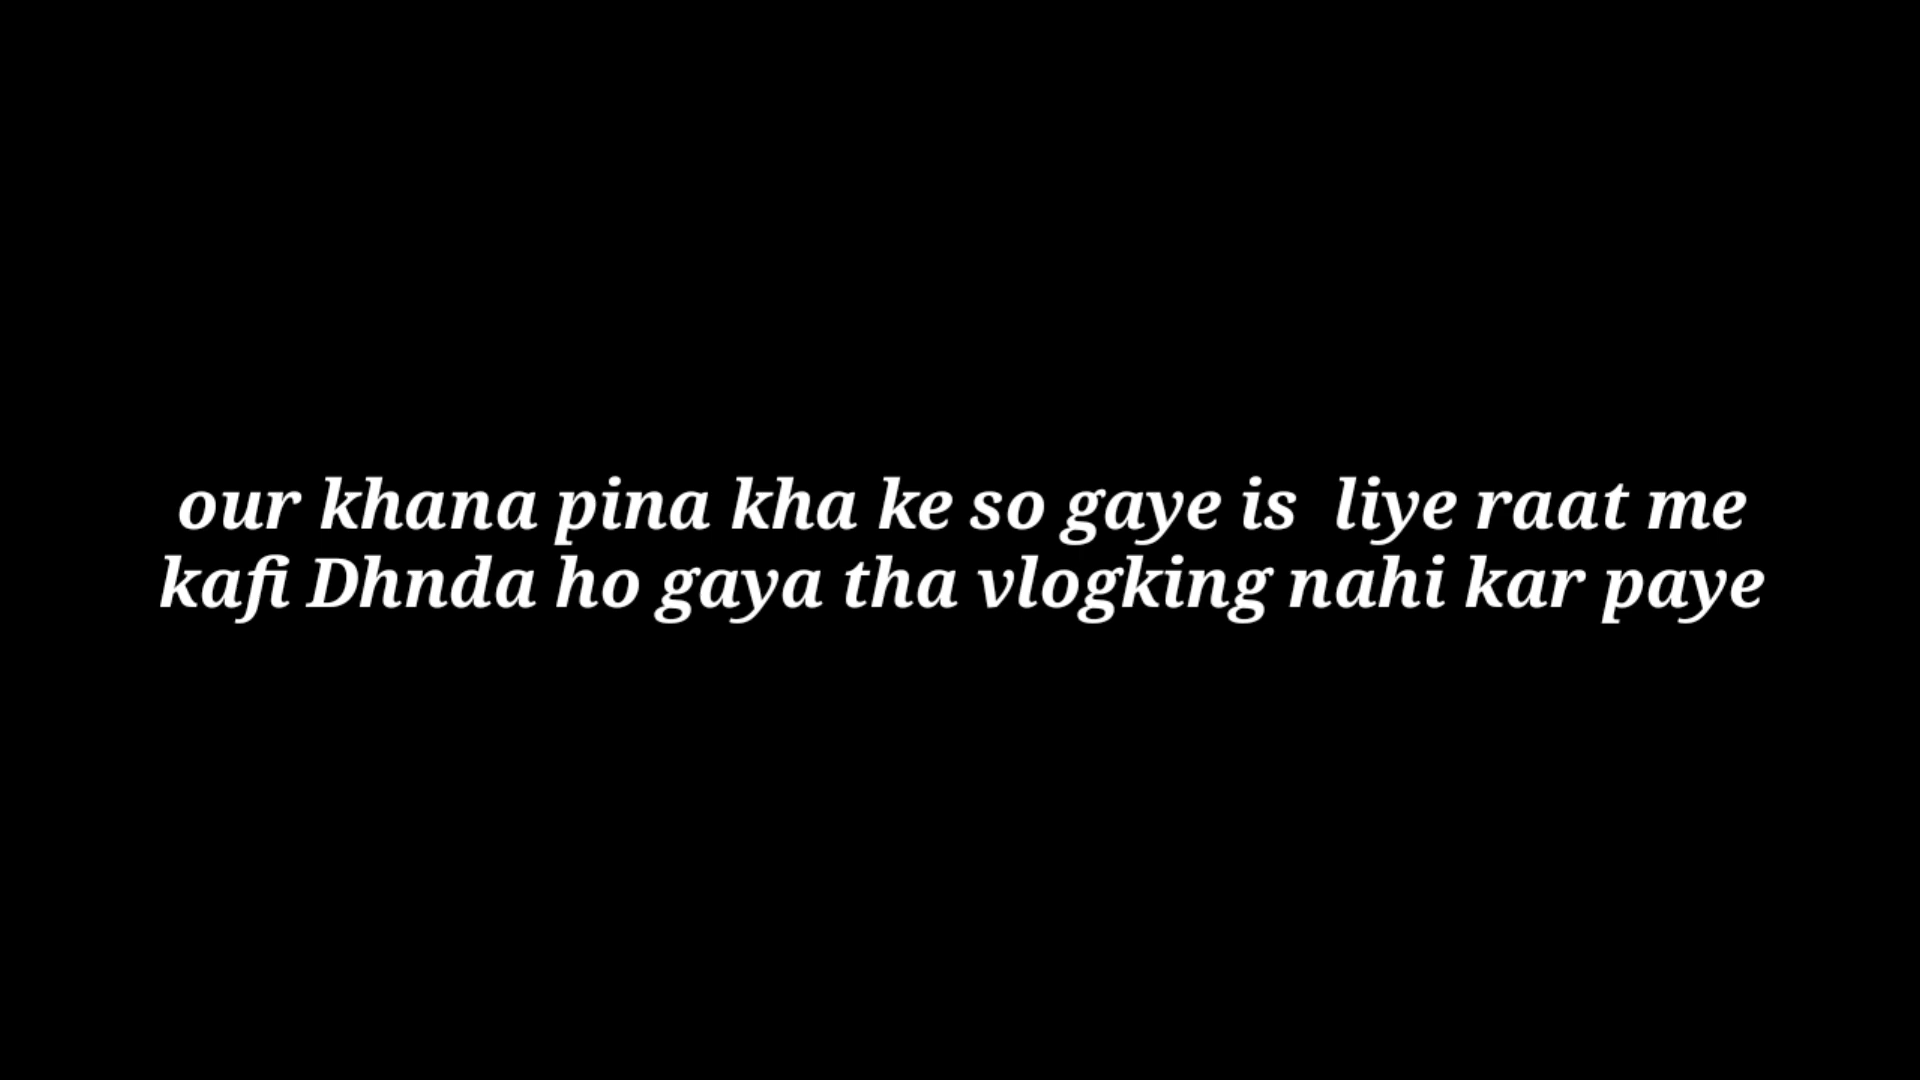 our khana pina kha ke so gaye is  liye raat me
kafi Dhnda ho gaya tha vlogking nahi kar paye